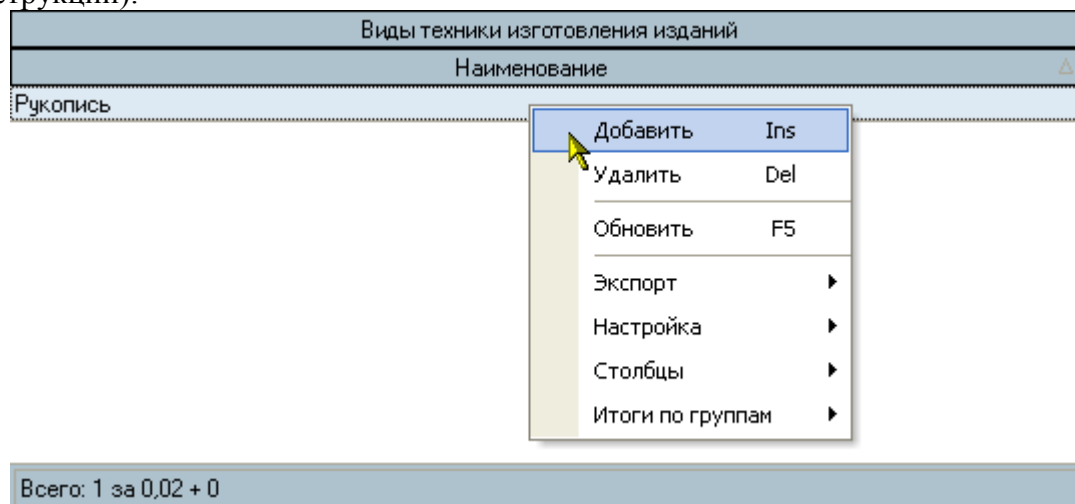 струкции).
Виды техники изготовления изданий
Наименование
Рукопись
Добавить Ins
Удалить Del
Обновить F5
Экспорт
Настройка
Столбцы
Итоги по группам
Всего: 1 за 0,02 + 0